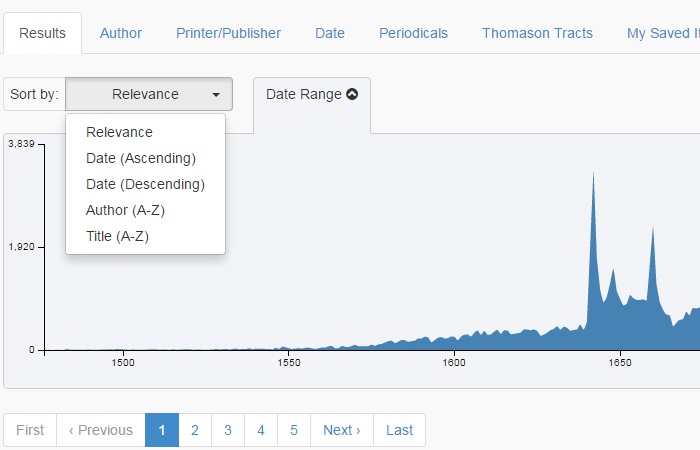 Results Author Printer/Publisher Date Periodicals Thomason Tracts My Saved It
Sort by: Relevance Date Range
Relevance
Date (Ascending)
Date (Descending)
Author (A-Z)
Title (A-Z)
3,839
1,920
0
1500 1550 1600 1650
First ‹ Previous 1 2 3 4 5 Next › Last